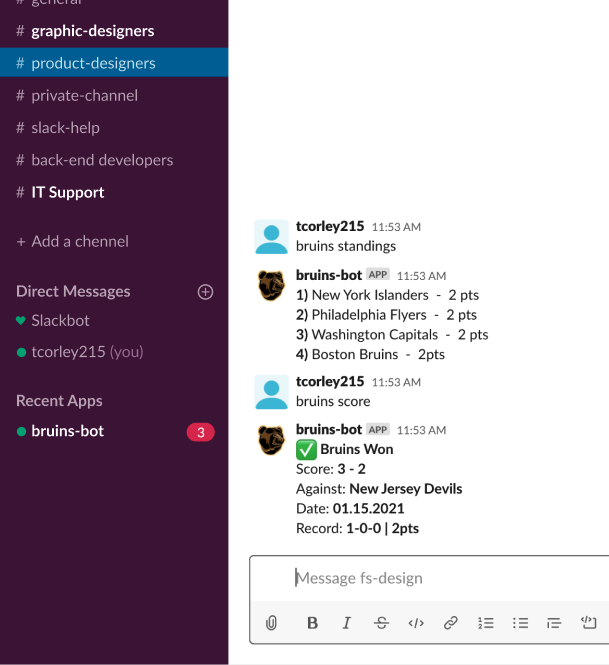 # general
# graphic-designers
# product-designers
# private-channel
# slack-help
# back-end developers
# IT Support
+ Add a chennel
Direct Messages
Slackbot
tcorley215 (you)
Recent Apps
bruins-bot 3
tcorley215 11:53 AM
bruins standings
bruins-bot APP 11:53 AM
1) New York Islanders - 2 pts
2) Philadelphia Flyers - 2 pts
3) Washington Capitals - 2 pts
4) Boston Bruins - 2pts
tcorley215 11:53 AM
bruins score
bruins-bot APP 11:53 AM
Bruins Won
Score: 3 - 2
Against: New Jersey Devils
Date: 01.15.2021
Record: 1-0-0 | 2pts
Message fs-design
B I S </>